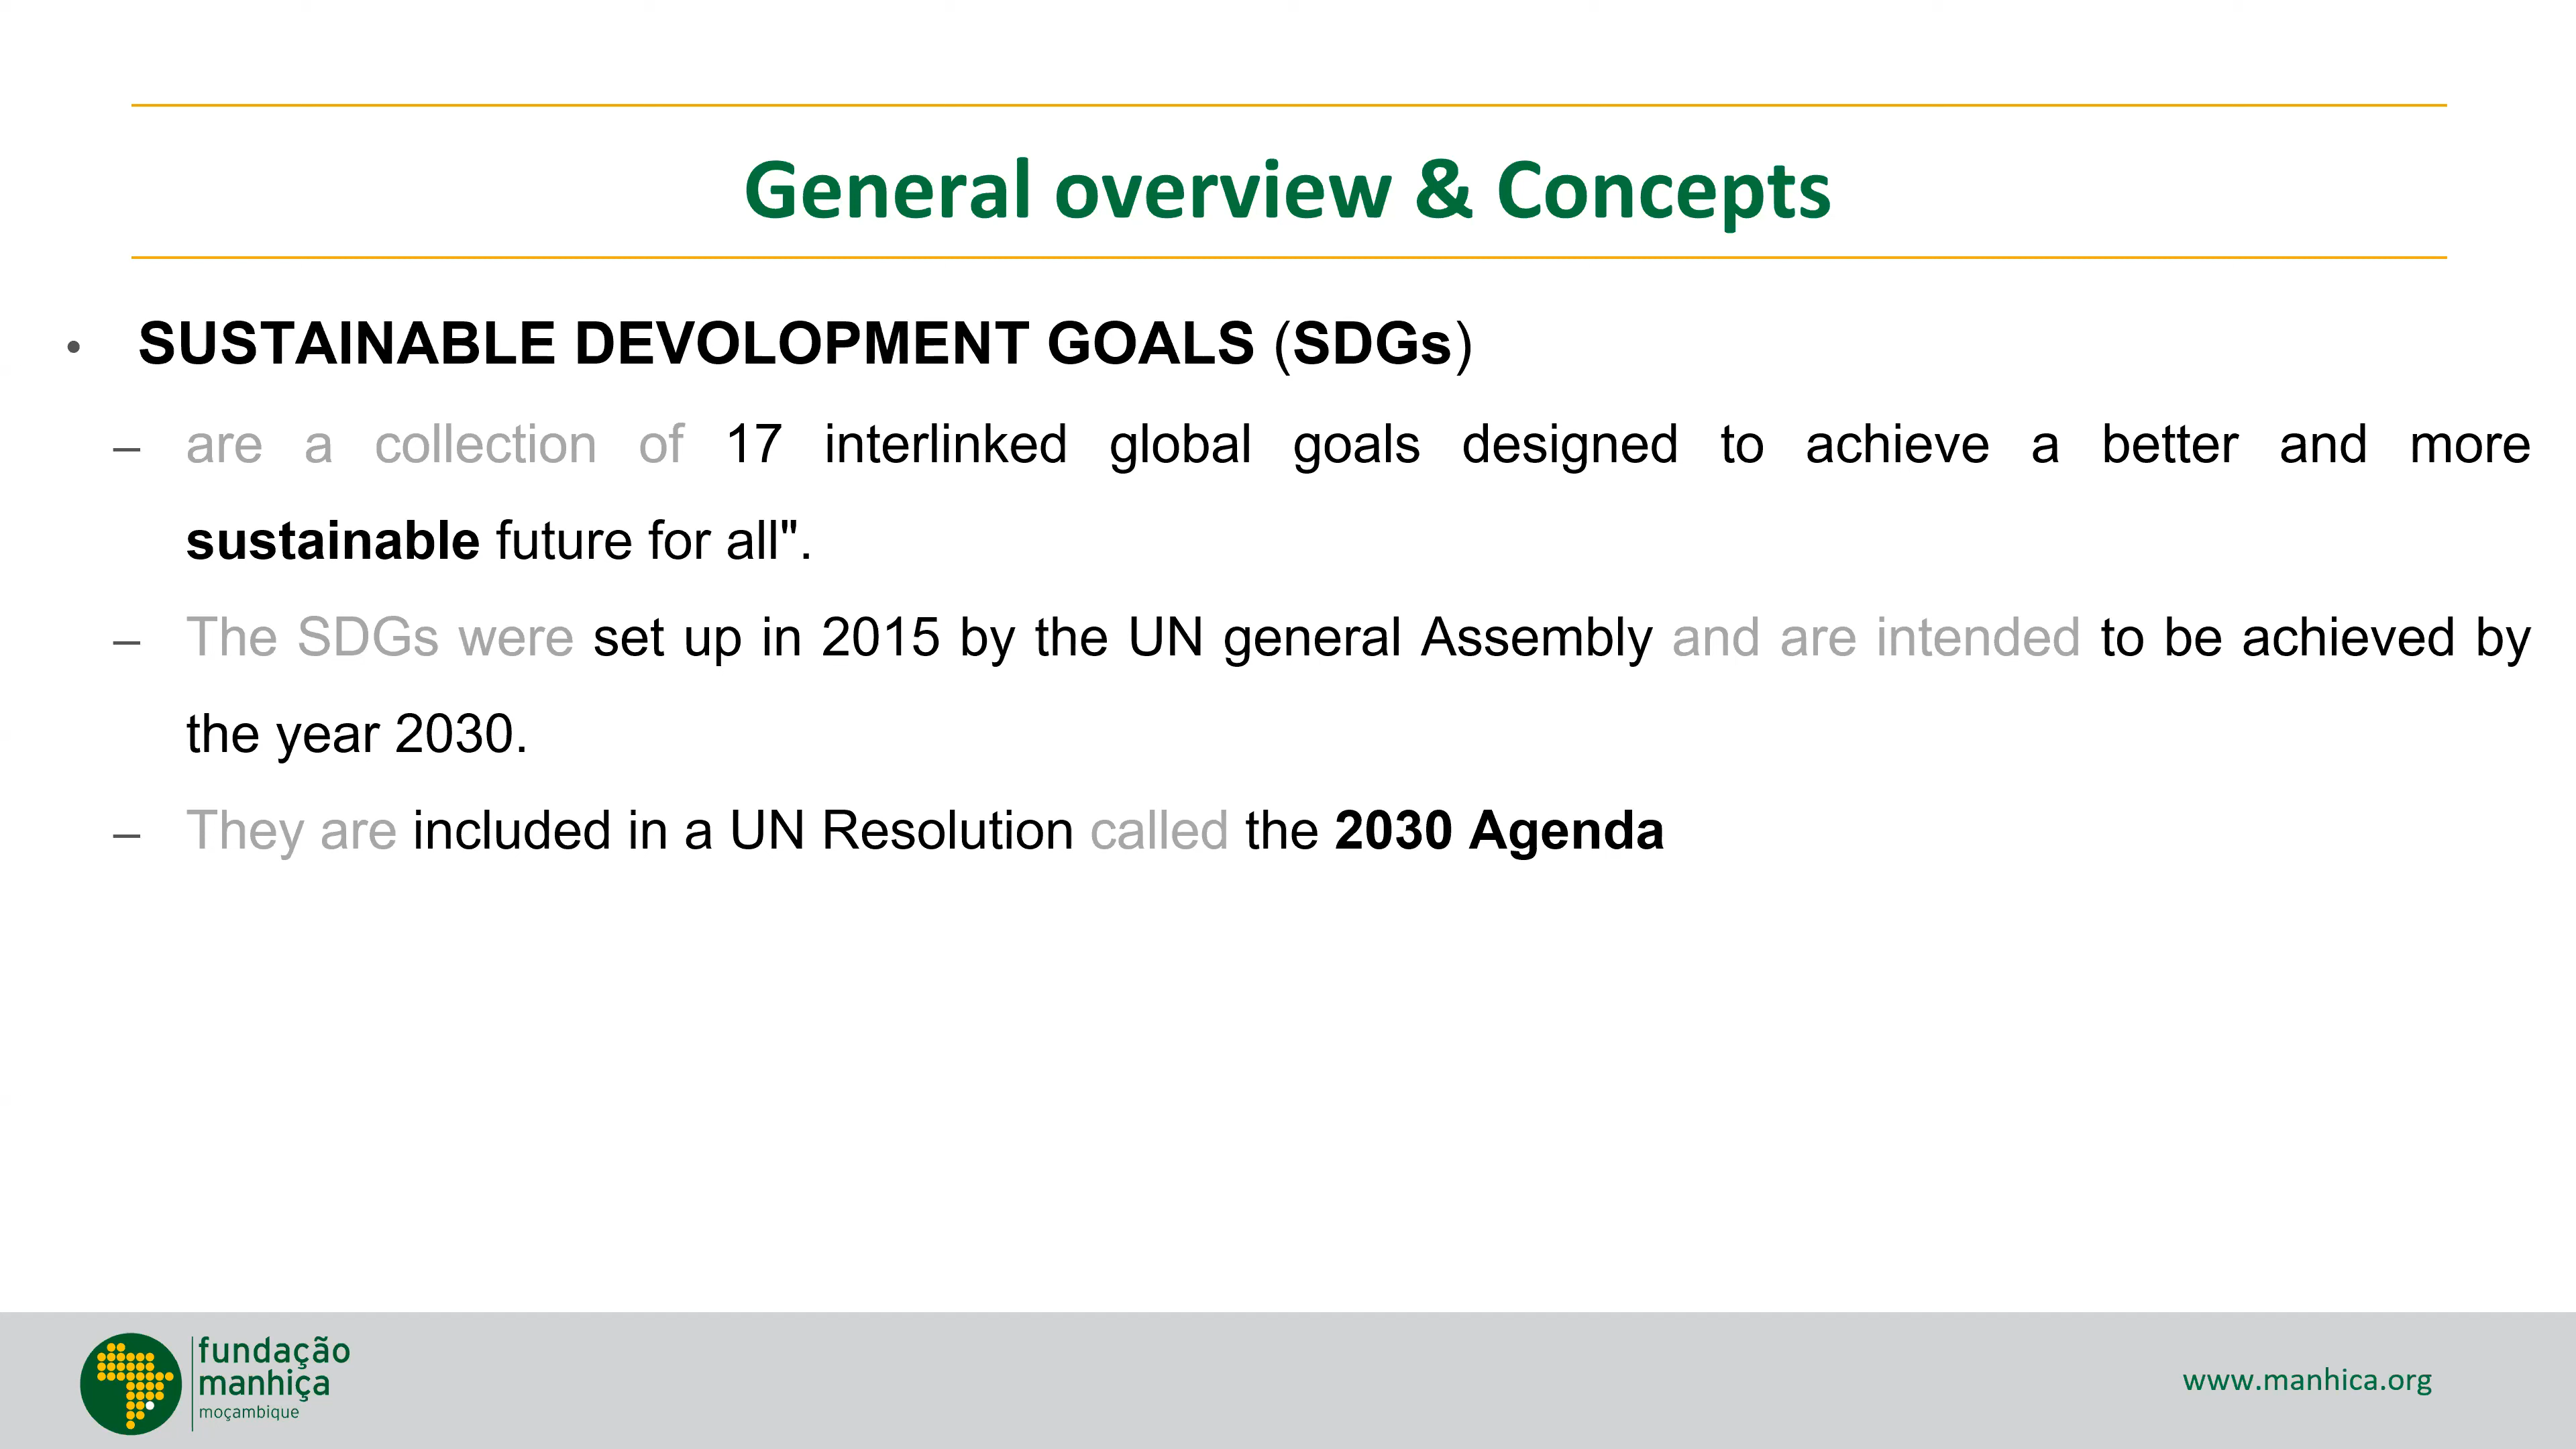 General overview & Concepts
• SUSTAINABLE DEVOLOPMENT GOALS (SDGs)
– are a collection of 17 interlinked global goals designed to achieve a better and more
sustainable future for all".
– The SDGs were set up in 2015 by the UN general Assembly and are intended to be achieved by
the year 2030.
– They are included in a UN Resolution called the 2030 Agenda
fundação
manhiça
moçambique
www.manhica.org